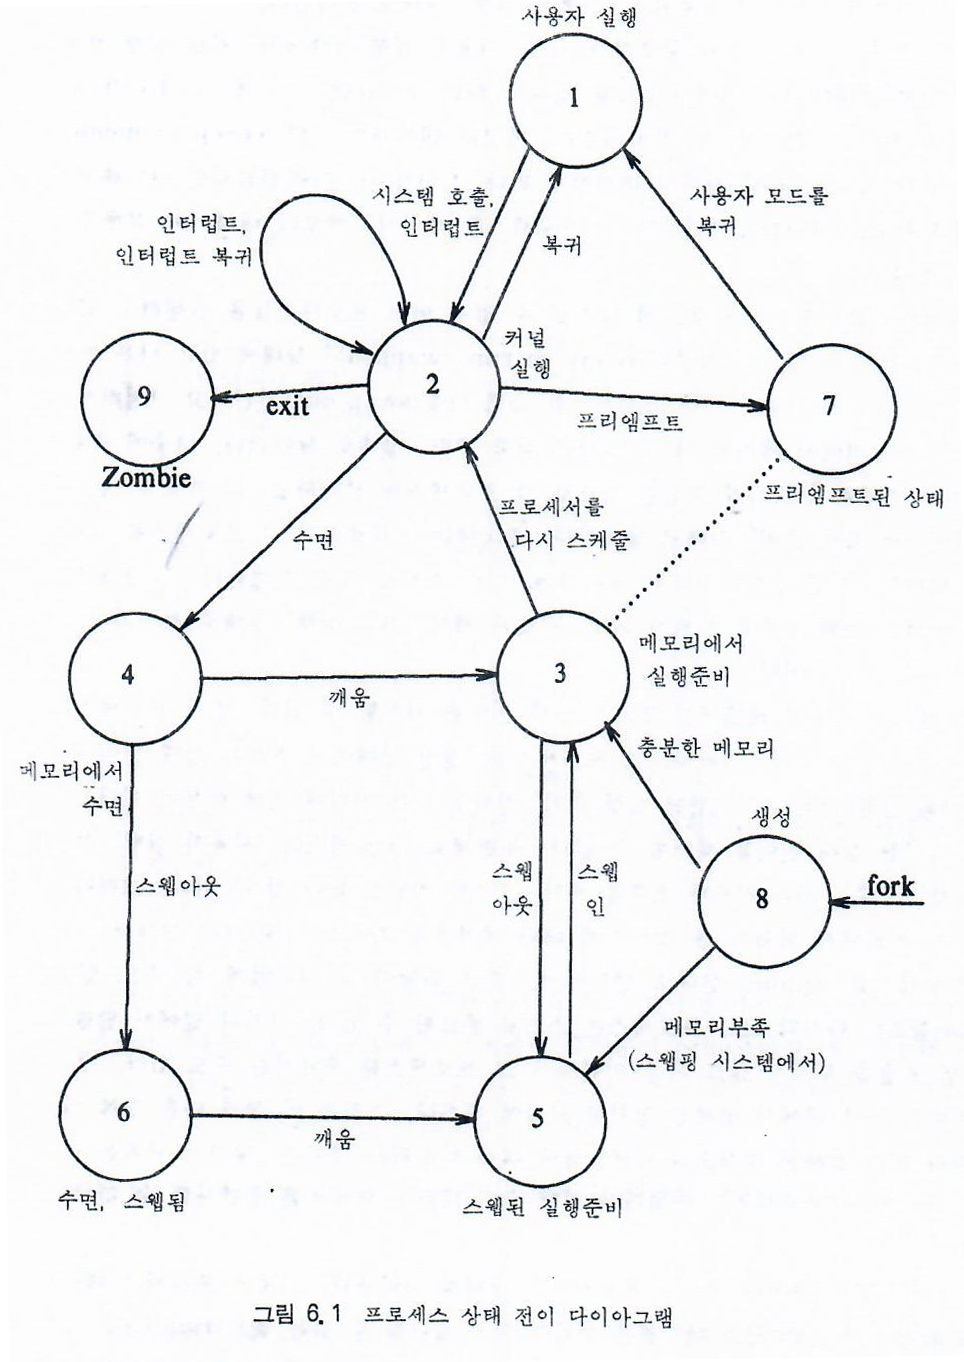 사용자 실행
1
시스템 호출,
인터럽트
사용자 모드를
복귀
인터럽트,
인터럽트 복귀
복귀
커널
실행
2
9
exit
Zombie
7
프리엠프트
프리엠프트된 상태
수면
프로세서를
다시 스케줄
4
깨움
3
메모리에서
실행준비
메모리에서
수면
충분한 메모리
생성
스웹아웃
스웹
아웃
스웹
인
8
fork
메모리부족
(스웹핑 시스템에서)
6
깨움
5
수면, 스웹됨
스웹된 실행준비
그림 6.1 프로세스 상태 전이 다이아그램